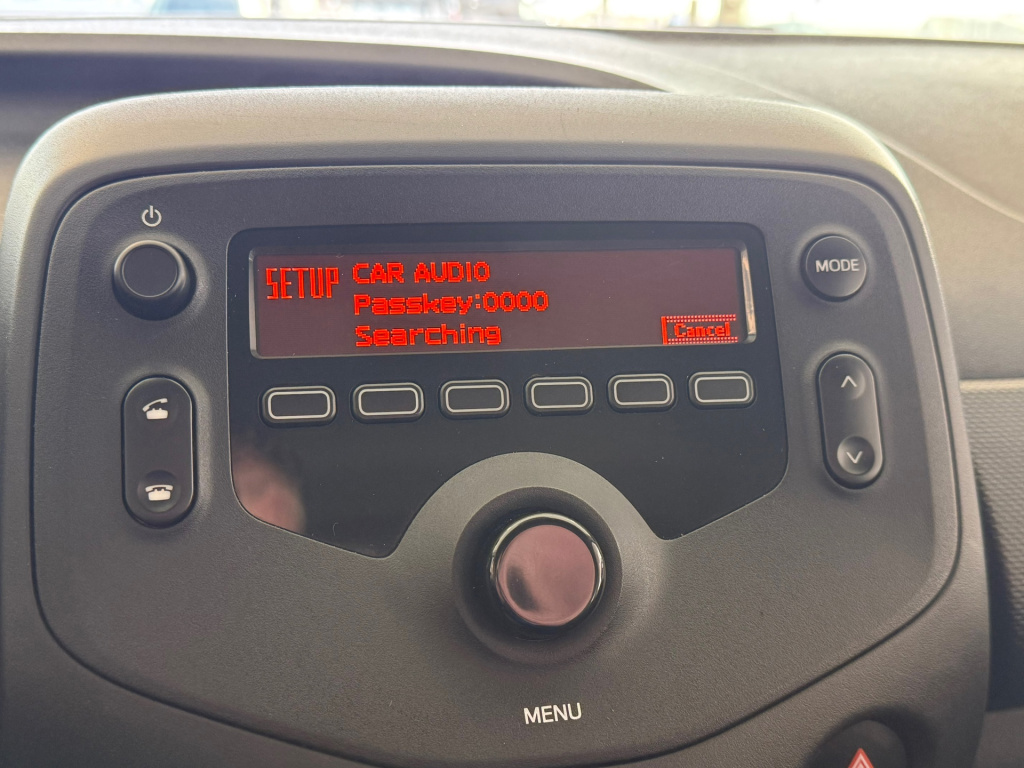 SETUP CAR AUDIO
Passkey:0000
Searching
Cancel
MODE
MENU